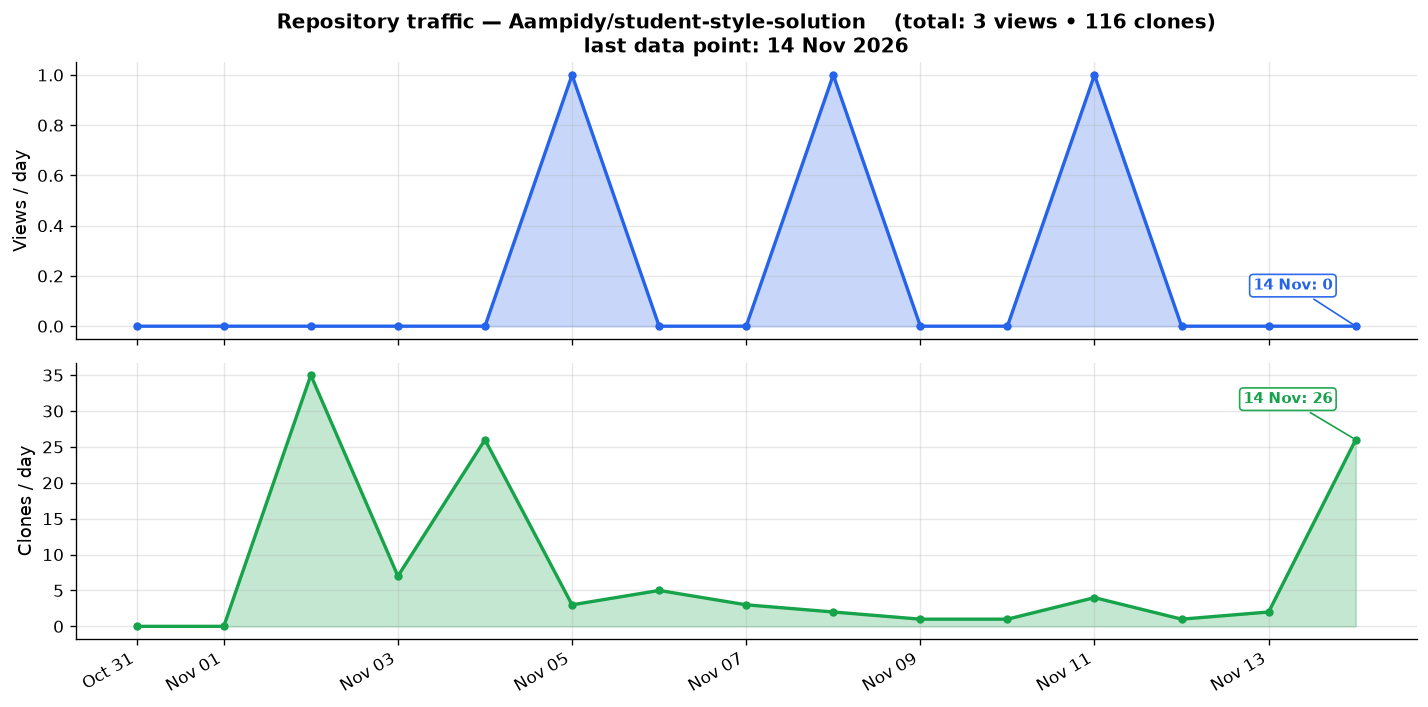 Repository traffic — Aampidy/student-style-solution    (total: 3 views • 116 clones)
last data point: 14 Nov 2026
Views / day
1.0
0.8
0.6
0.4
0.2
0.0
14 Nov: 0
Clones / day
35
30
25
20
15
10
5
0
14 Nov: 26
Oct 31
Nov 01
Nov 03
Nov 05
Nov 07
Nov 09
Nov 11
Nov 13